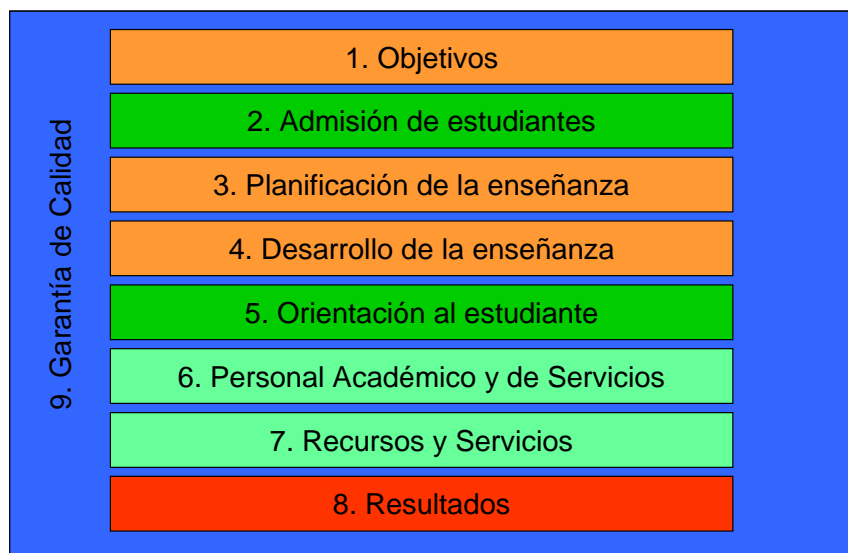 1. Objetivos
2. Admisión de estudiantes
3. Planificación de la enseñanza
4. Desarrollo de la enseñanza
5. Orientación al estudiante
6. Personal Académico y de Servicios
7. Recursos y Servicios
8. Resultados
9. Garantía de Calidad